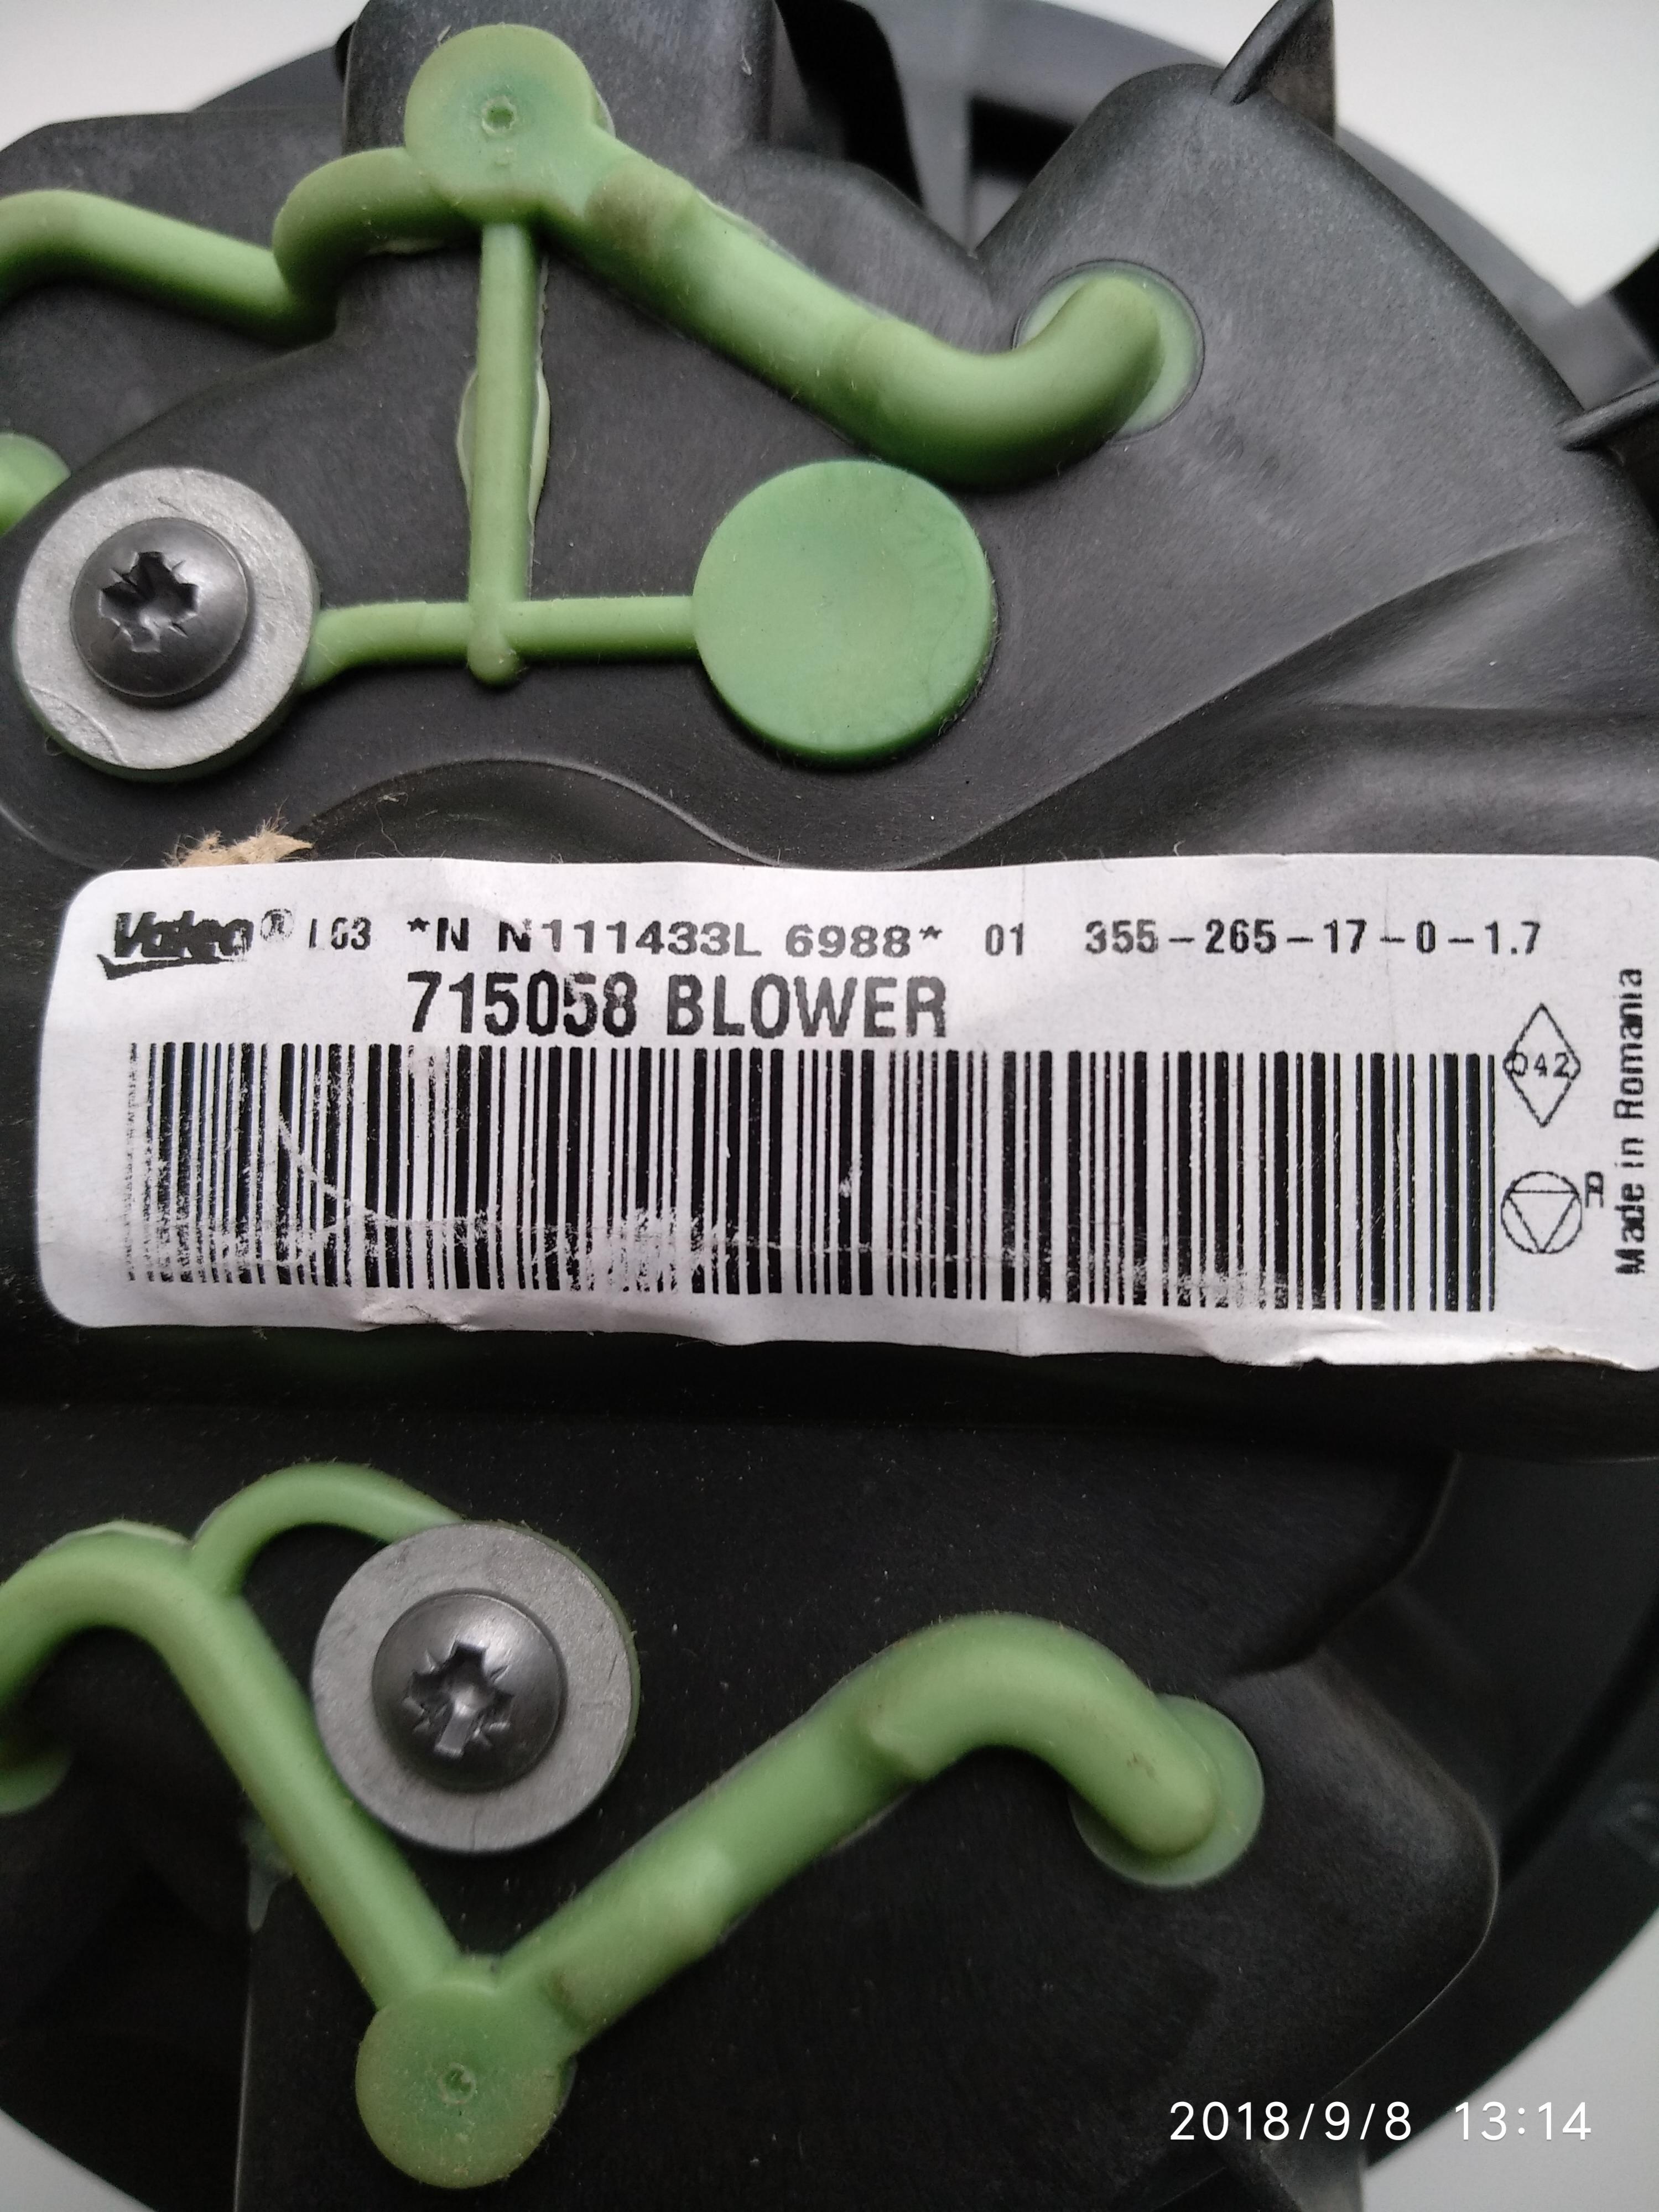 Valeo® L63 *N N111433L 6988* 01 355-265-17-0-1.7
715058 BLOWER
042
R
Made in Romania
2018/9/8 13:14